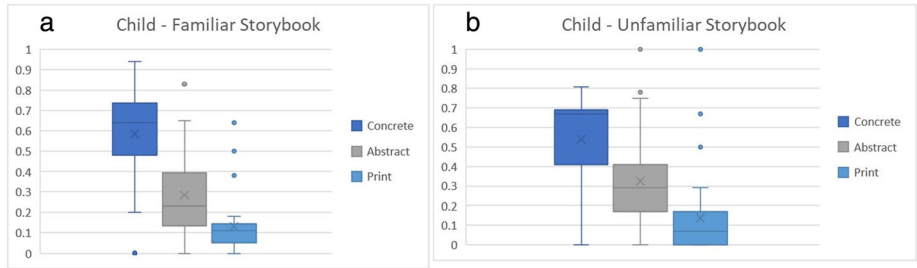 a
Child - Familiar Storybook
1
0.9
0.8
0.7
0.6
0.5
0.4
0.3
0.2
0.1
0
Concrete
Abstract
Print
b
Child - Unfamiliar Storybook
1
0.9
0.8
0.7
0.6
0.5
0.4
0.3
0.2
0.1
0
Concrete
Abstract
Print